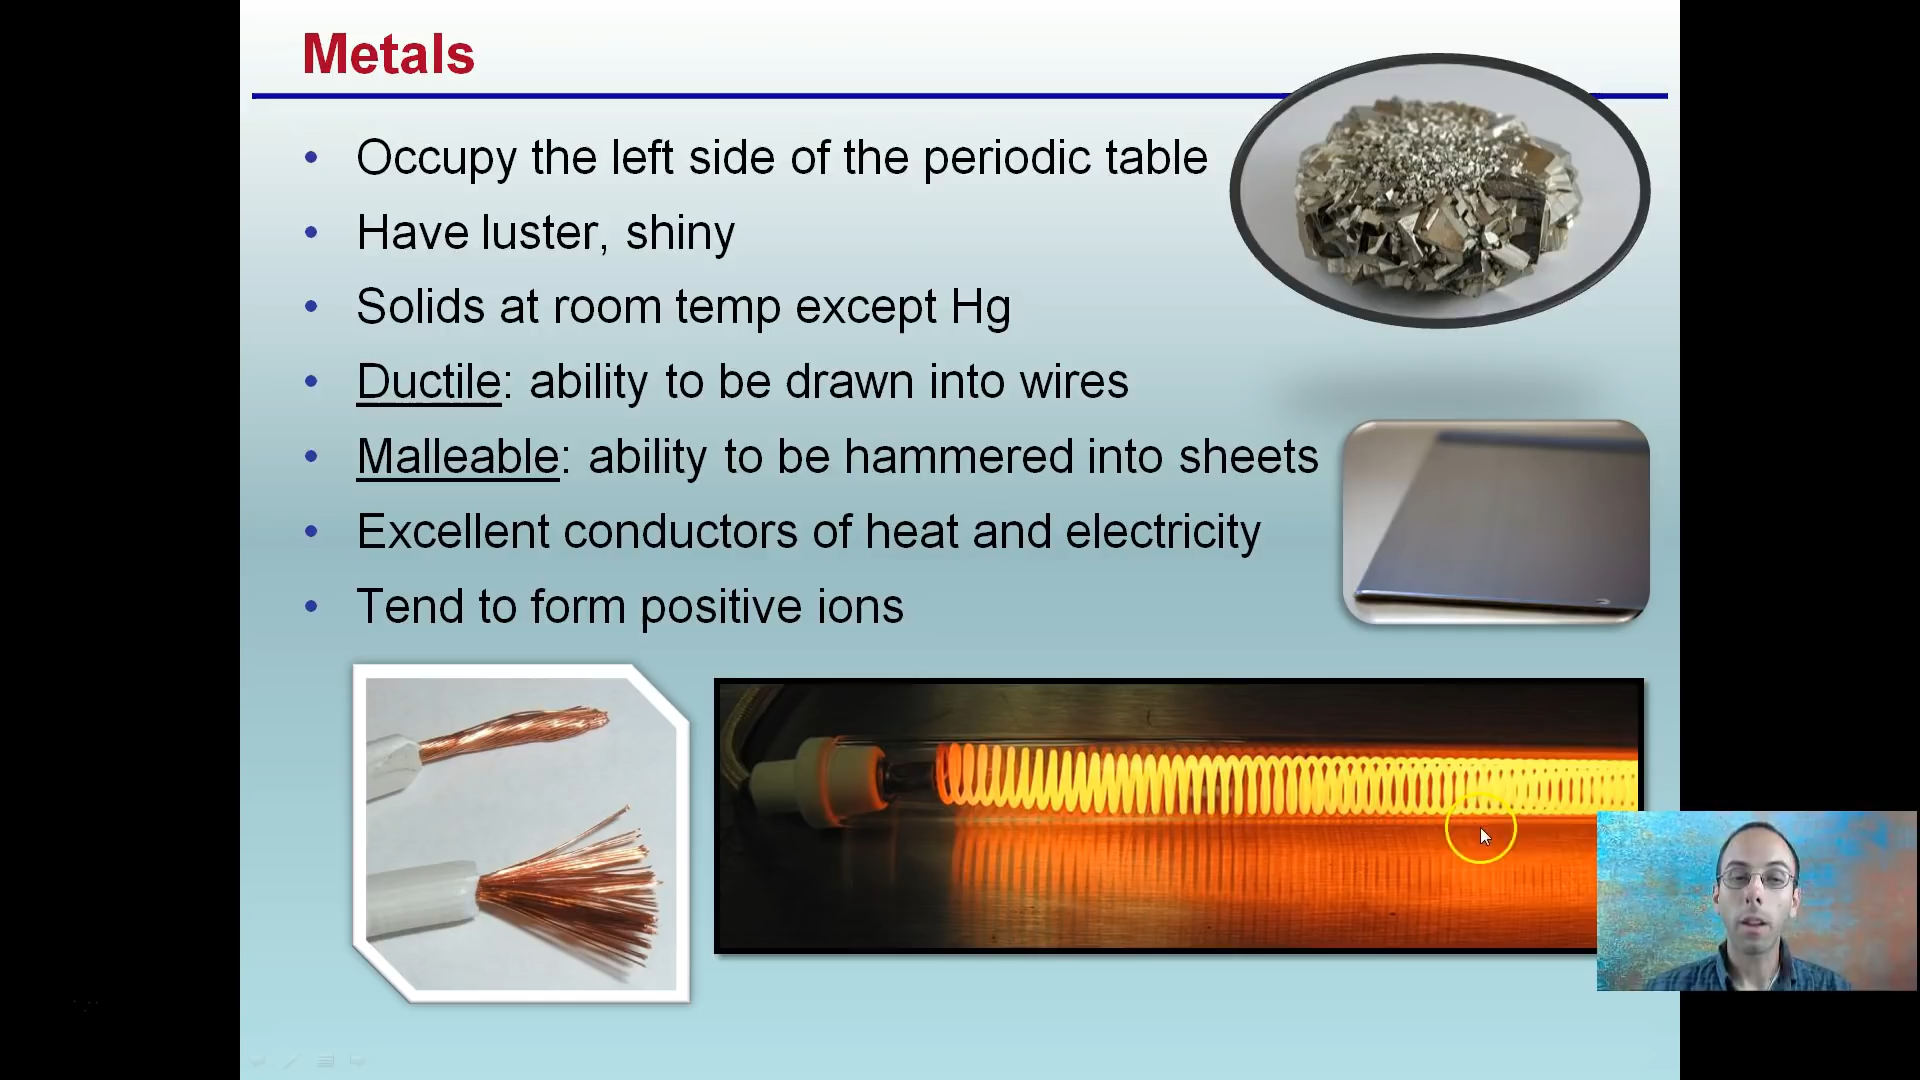 Metals
• Occupy the left side of the periodic table
• Have luster, shiny
• Solids at room temp except Hg
• Ductile: ability to be drawn into wires
• Malleable: ability to be hammered into sheets
• Excellent conductors of heat and electricity
• Tend to form positive ions